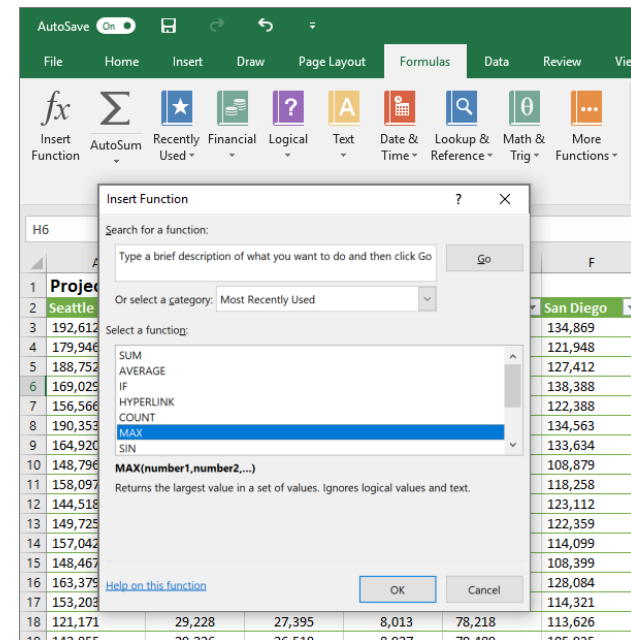 AutoSave On
File Home Insert Draw Page Layout Formulas Data Review
fx ? A θ
Insert Function AutoSum Recently Used Financial Logical Text Date & Time Lookup & Reference Math & Trig More Functions
Insert Function ? X
H6
Search for a function:
Type a brief description of what you want to do and then click Go
Go
Or select a category: Most Recently Used
Select a function:
SUM
AVERAGE
IF
HYPERLINK
COUNT
MAX
SIN
MAX(number1,number2,...)
Returns the largest value in a set of values. Ignores logical values and text.
Help on this function
OK Cancel
F
1
2 Seattle San Diego
3 192,612 134,869
4 179,946 121,948
5 188,752 127,412
6 169,029 138,388
7 156,566 122,388
8 190,353 134,563
9 164,920 133,634
10 148,796 108,879
11 158,097 118,258
12 144,518 123,112
13 149,725 122,359
14 157,042 114,099
15 148,467 108,399
16 163,379 128,084
17 153,203 114,321
18 121,171 29,228 27,395 8,013 78,218 113,626